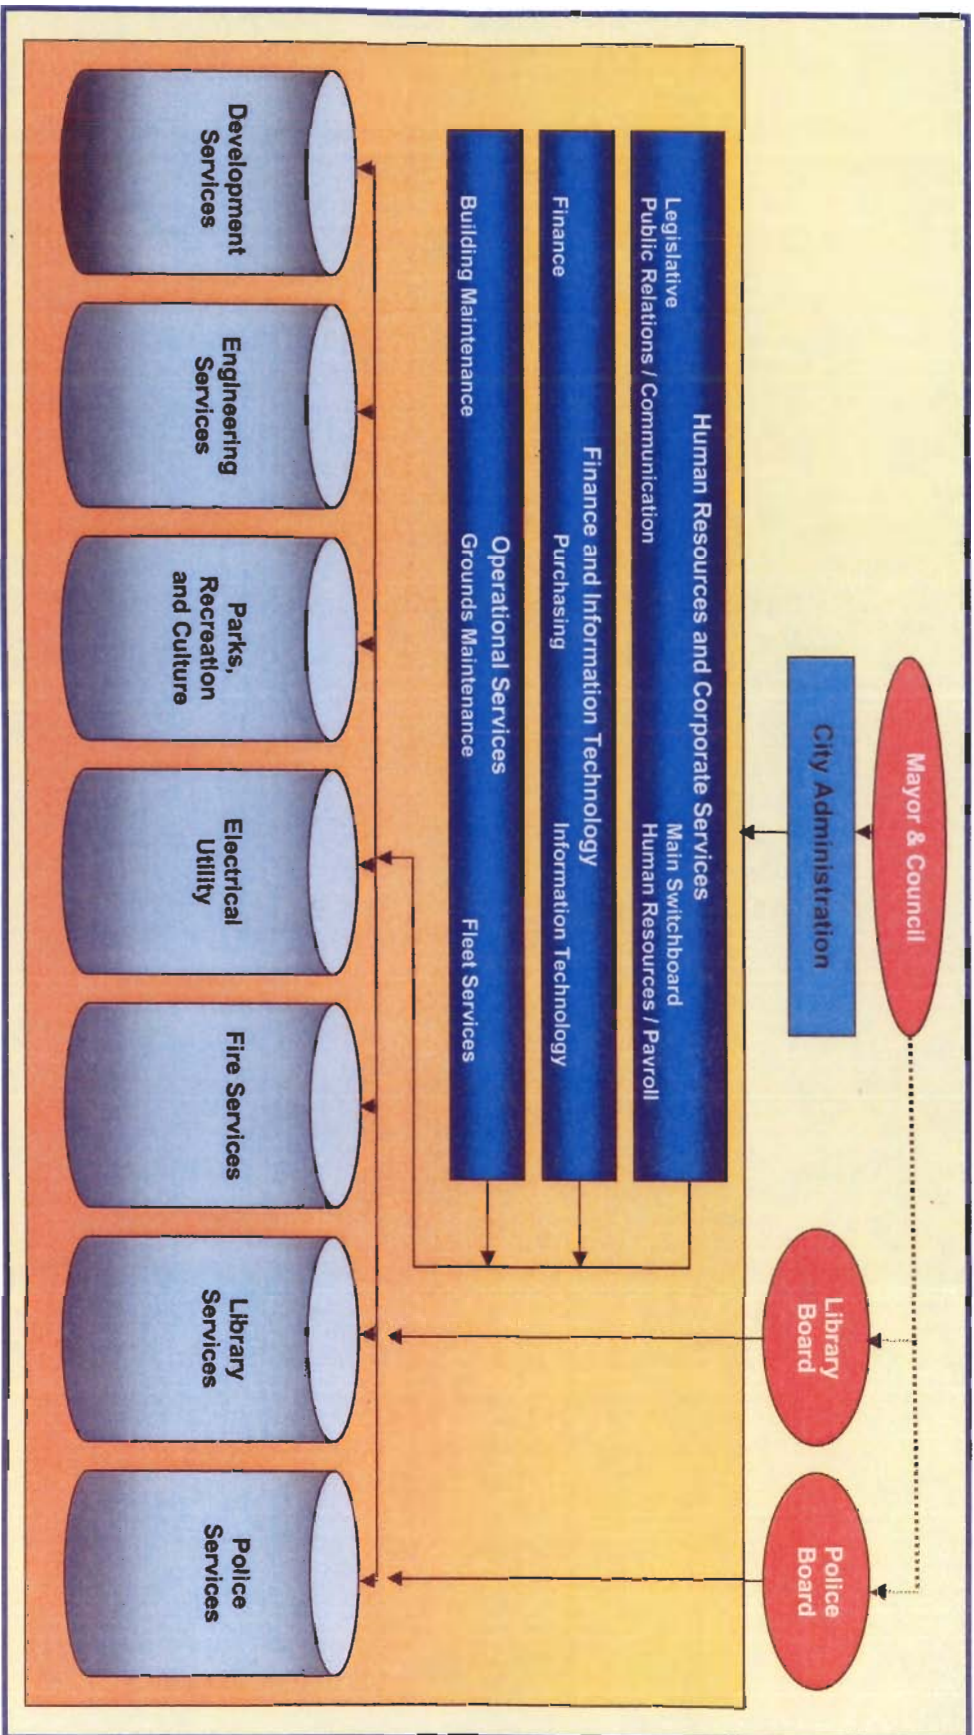 Mayor & Council
City Administration
Library
Board
Police
Board
Human Resources and Corporate Services
Legislative
Main Switchboard
Public Relations / Communication
Human Resources / Payroll
Finance and Information Technology
Finance
Purchasing
Information Technology
Operational Services
Building Maintenance
Grounds Maintenance
Fleet Services
Development
Services
Engineering
Services
Parks,
Recreation
and Culture
Electrical
Utility
Fire Services
Library
Services
Police
Services